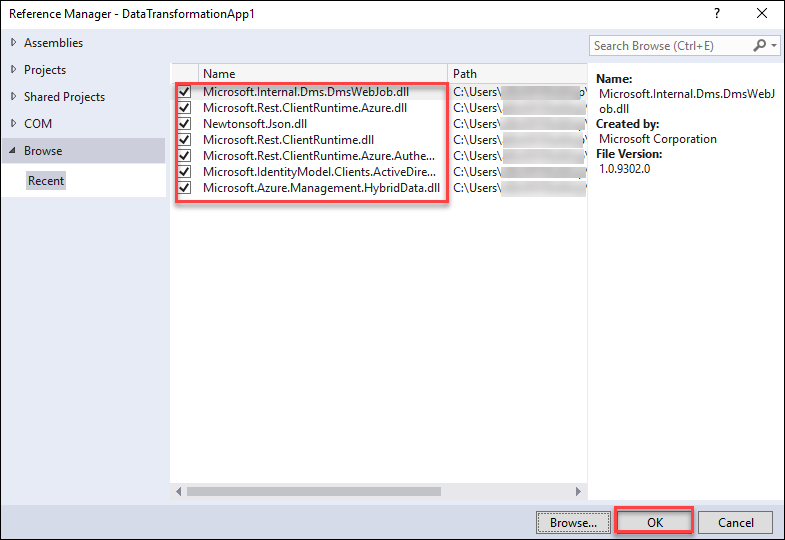 Reference Manager - DataTransformationApp1
? 
Assemblies
Projects
Shared Projects
COM
Browse
Recent
Name Path
Microsoft.Internal.Dms.DmsWebJob.dll C:\Users\
Microsoft.Rest.ClientRuntime.Azure.dll C:\Users\
Newtonsoft.Json.dll C:\Users\
Microsoft.Rest.ClientRuntime.dll C:\Users\
Microsoft.Rest.ClientRuntime.Azure.Authe... C:\Users\
Microsoft.IdentityModel.Clients.ActiveDire... C:\Users\
Microsoft.Azure.Management.HybridData.dll C:\Users\
Search Browse (Ctrl+E)
Name:
Microsoft.Internal.Dms.DmsWebJ
ob.dll
Created by:
Microsoft Corporation
File Version:
1.0.9302.0
Browse... OK Cancel